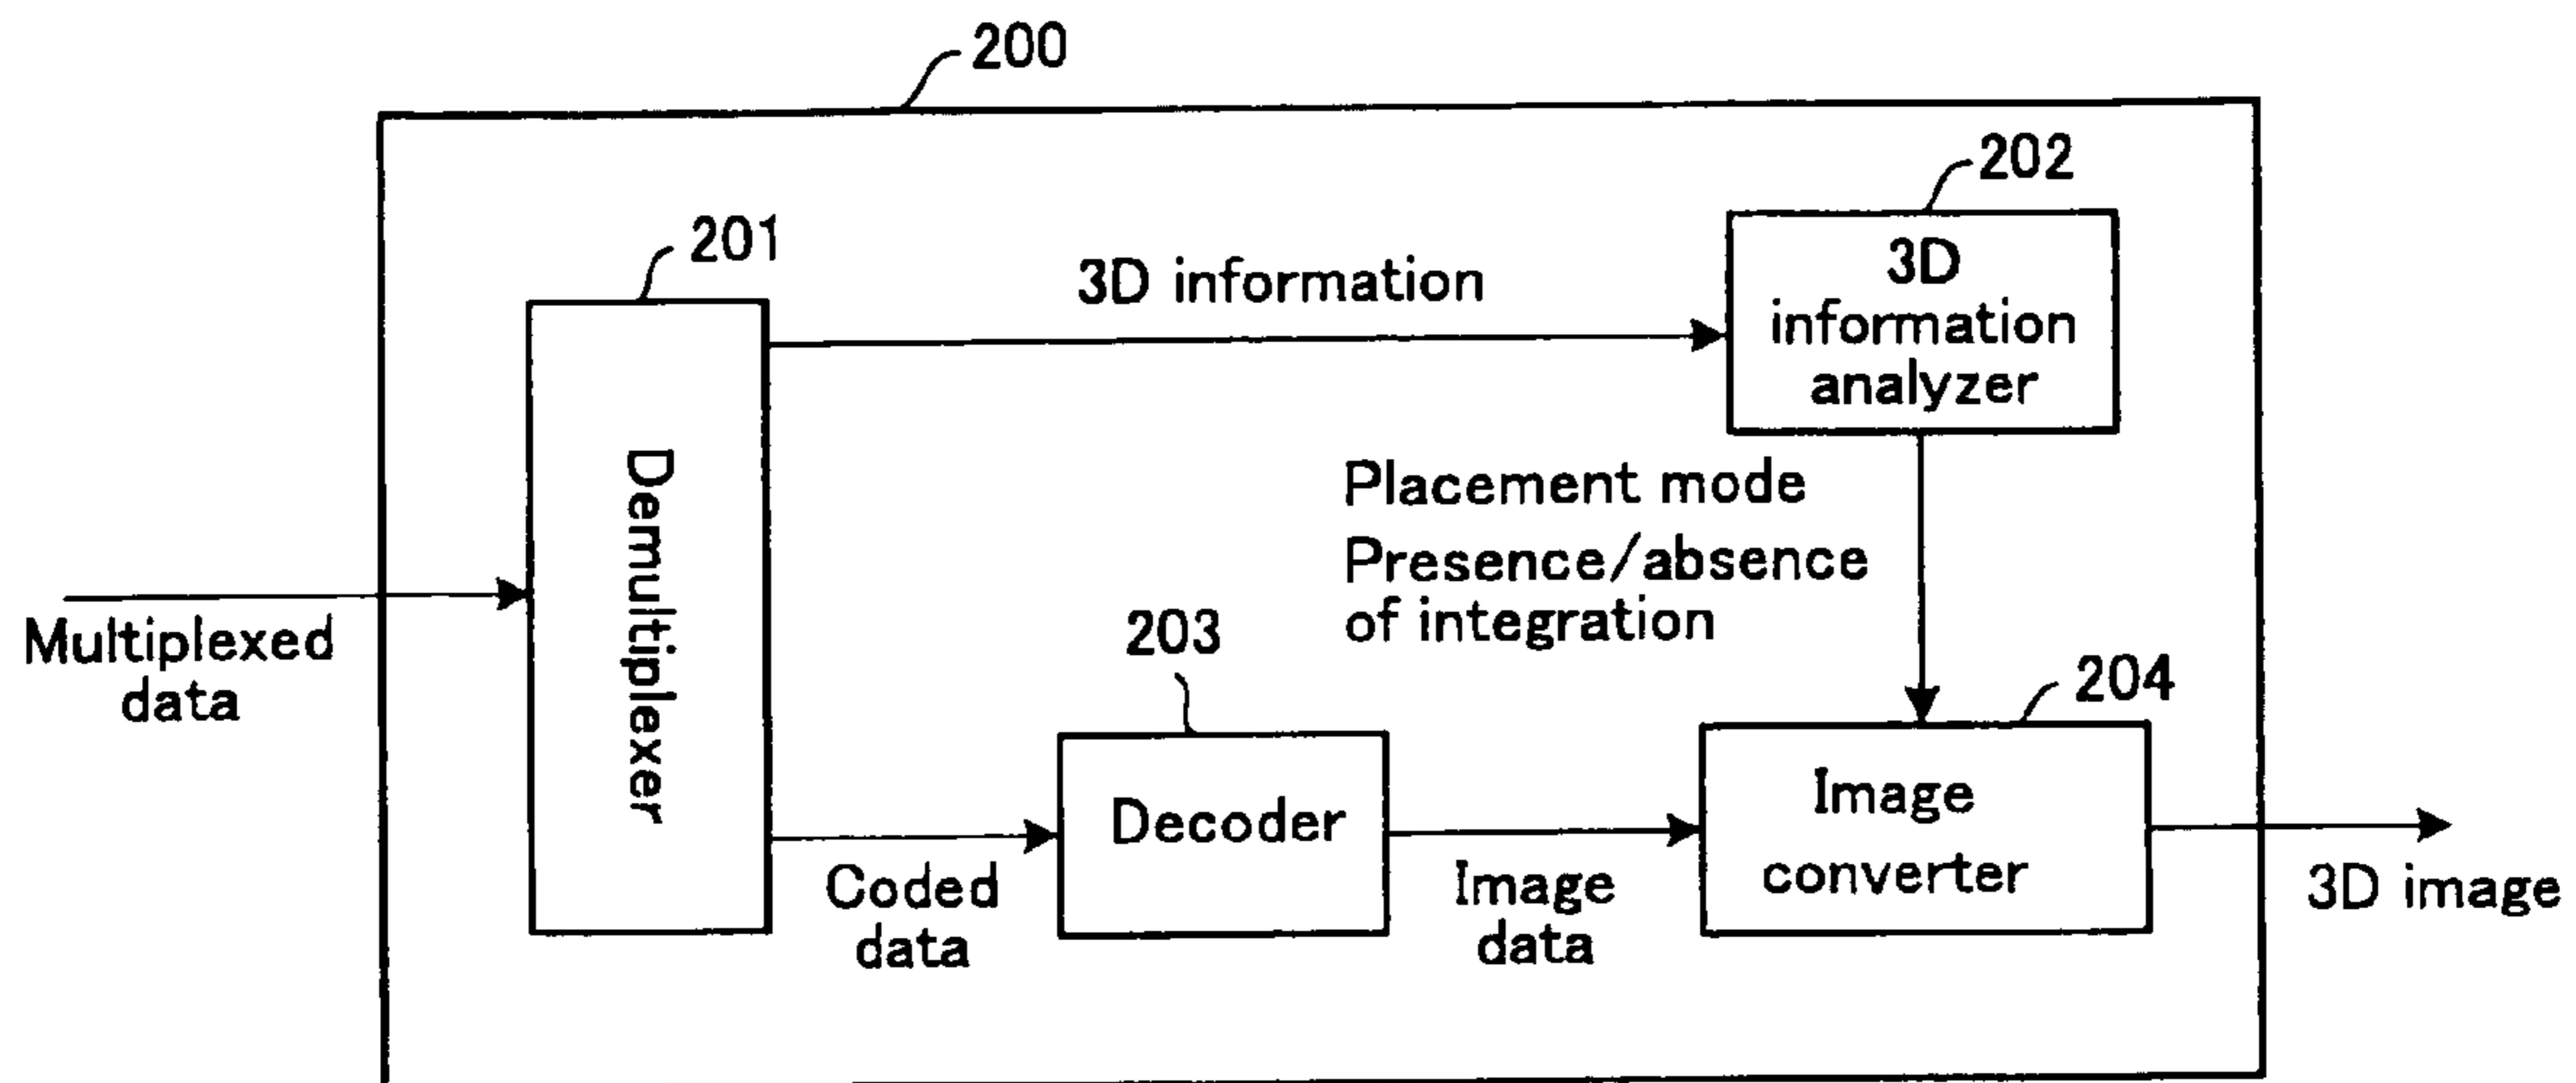 200
202
201
3D
information
analyzer
3D information
Demultiplexer
Placement mode
Presence/absence
of integration
Multiplexed
data
203
204
Decoder
Image
converter
Coded
data
Image
data
3D image